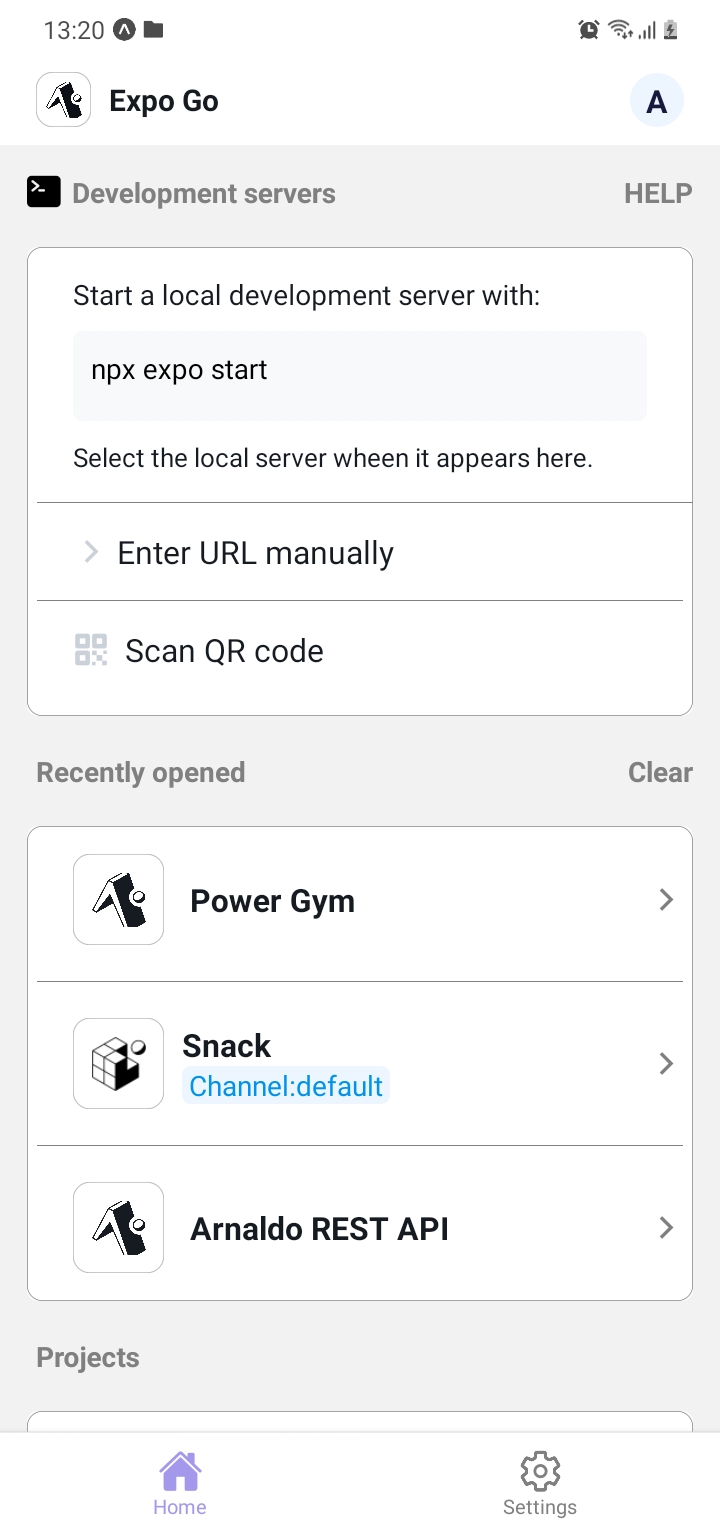 13:20
Expo Go
A
Development servers
HELP
Start a local development server with:
npx expo start
Select the local server wheen it appears here.
Enter URL manually
Scan QR code
Recently opened
Clear
Power Gym
Snack
Channel:default
Arnaldo REST API
Projects
Home
Settings